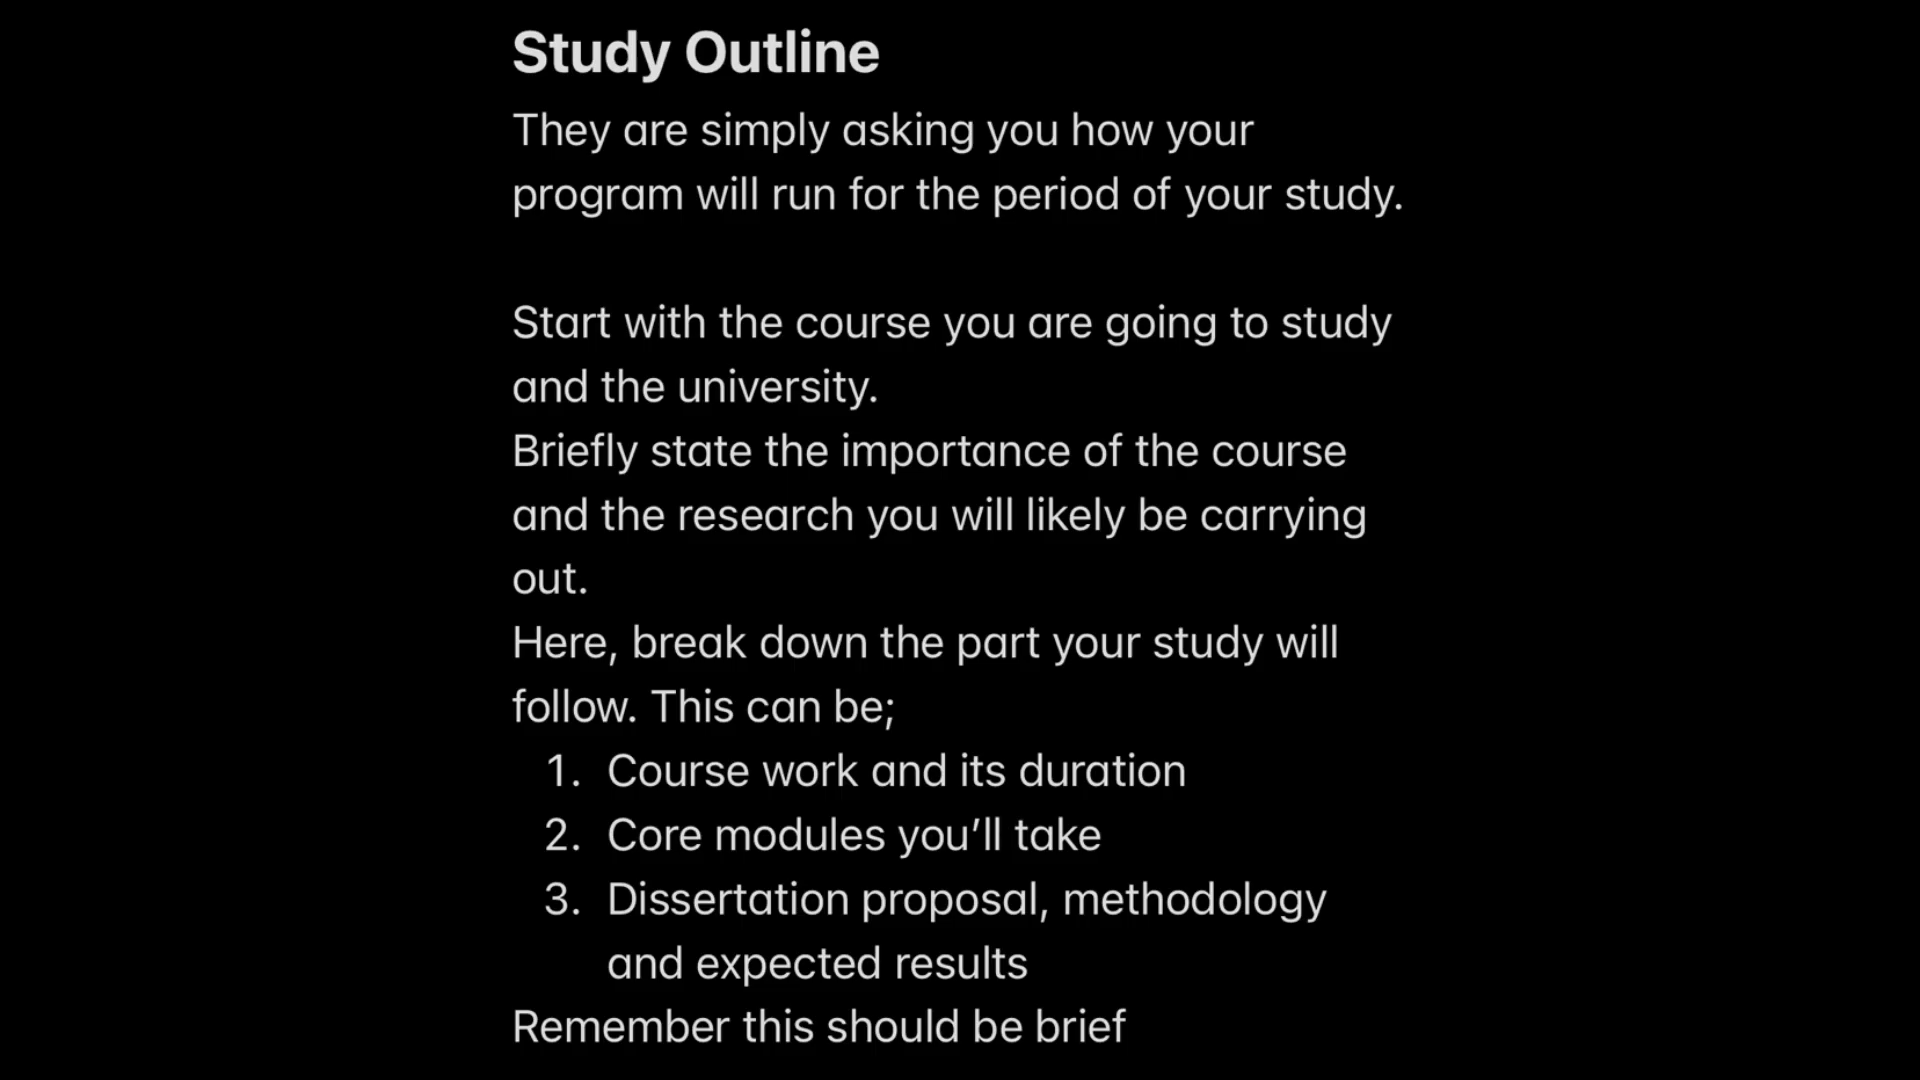 Study Outline
They are simply asking you how your
program will run for the period of your study.
Start with the course you are going to study
and the university.
Briefly state the importance of the course
and the research you will likely be carrying
out.
Here, break down the part your study will
follow. This can be;
1. Course work and its duration
2. Core modules you’ll take
3. Dissertation proposal, methodology
and expected results
Remember this should be brief